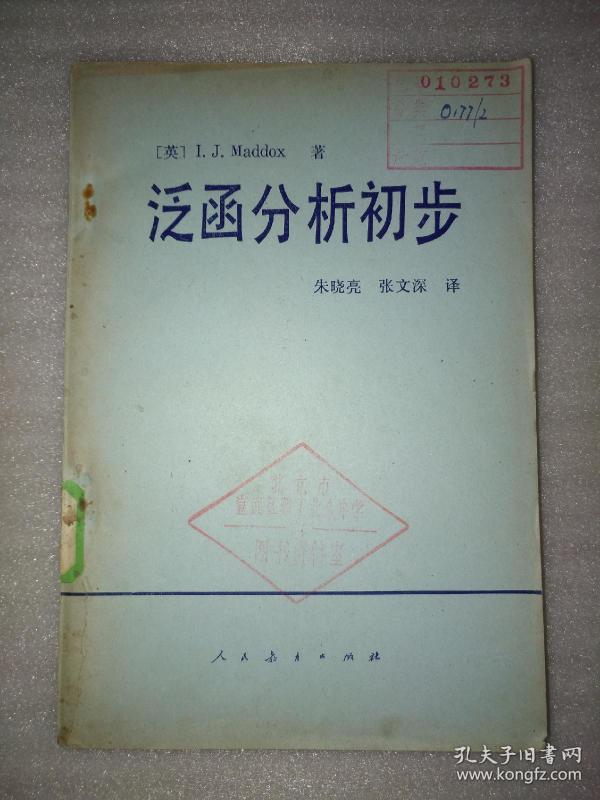 010273
O177/2
[英] I. J. Maddox 著
泛函分析初步
朱晓亮 张文深 译
北京市
图书资料室
人民教育出版社
孔夫子旧书网
www.kongfz.com